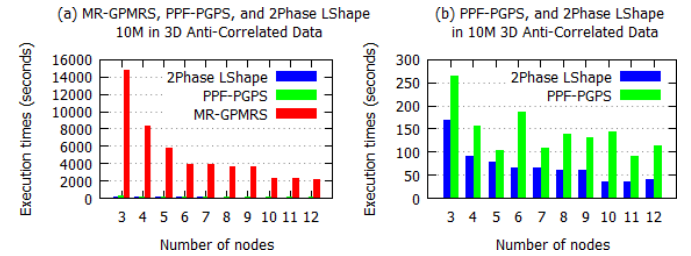 (a) MR-GPMRS, PPF-PGPS, and 2Phase LShape
10M in 3D Anti-Correlated Data
Execution times (seconds)
16000
14000
12000
10000
8000
6000
4000
2000
0
2Phase LShape
PPF-PGPS
MR-GPMRS
3 4 5 6 7 8 9 10 11 12
Number of nodes
(b) PPF-PGPS, and 2Phase LShape
in 10M 3D Anti-Correlated Data
Execution times (seconds)
300
250
200
150
100
50
0
2Phase LShape
PPF-PGPS
3 4 5 6 7 8 9 10 11 12
Number of nodes